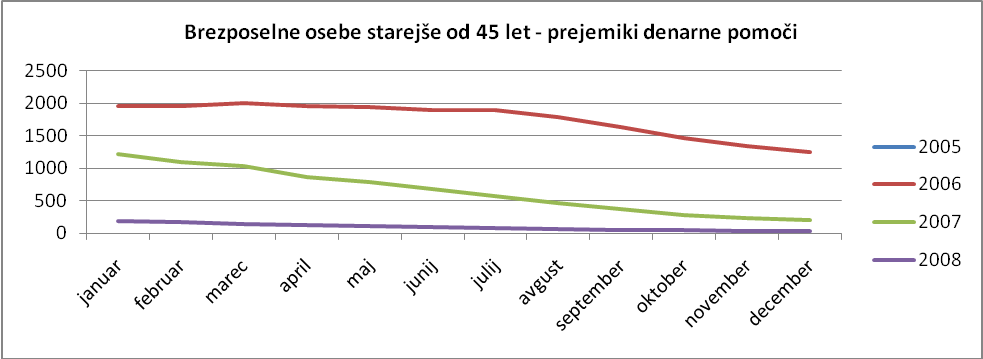 Brezposelne osebe starejše od 45 let - prejemiki denarne pomoči
2500
2000
1500
1000
500
0
januar
februar
marec
april
maj
junij
julij
avgust
september
oktober
november
december
2005
2006
2007
2008